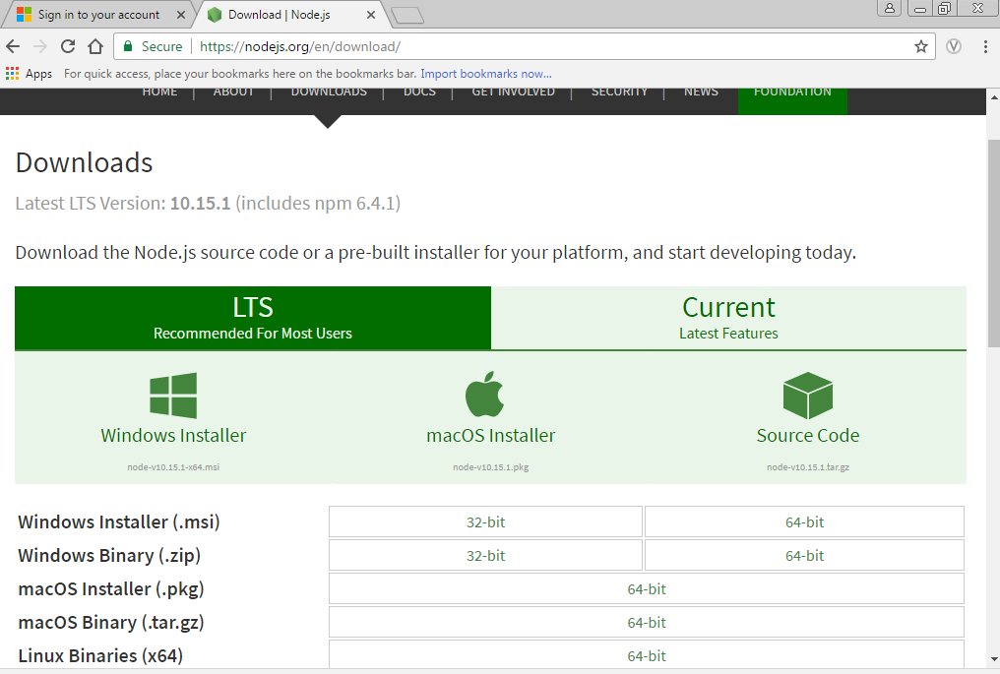 Sign in to your account
Download | Node.js
Secure https://nodejs.org/en/download/
Apps For quick access, place your bookmarks here on the bookmarks bar. Import bookmarks now...
HOME | ABOUT | DOWNLOADS | DOCS | GET INVOLVED | SECURITY | NEWS FOUNDATION
Downloads
Latest LTS Version: 10.15.1 (includes npm 6.4.1)
Download the Node.js source code or a pre-built installer for your platform, and start developing today.
LTS
Recommended For Most Users
Current
Latest Features
Windows Installer
node-v10.15.1-x64.msi
macOS Installer
node-v10.15.1.pkg
Source Code
node-v10.15.1.tar.gz
Windows Installer (.msi) 32-bit 64-bit
Windows Binary (.zip) 32-bit 64-bit
macOS Installer (.pkg) 64-bit
macOS Binary (.tar.gz) 64-bit
Linux Binaries (x64) 64-bit